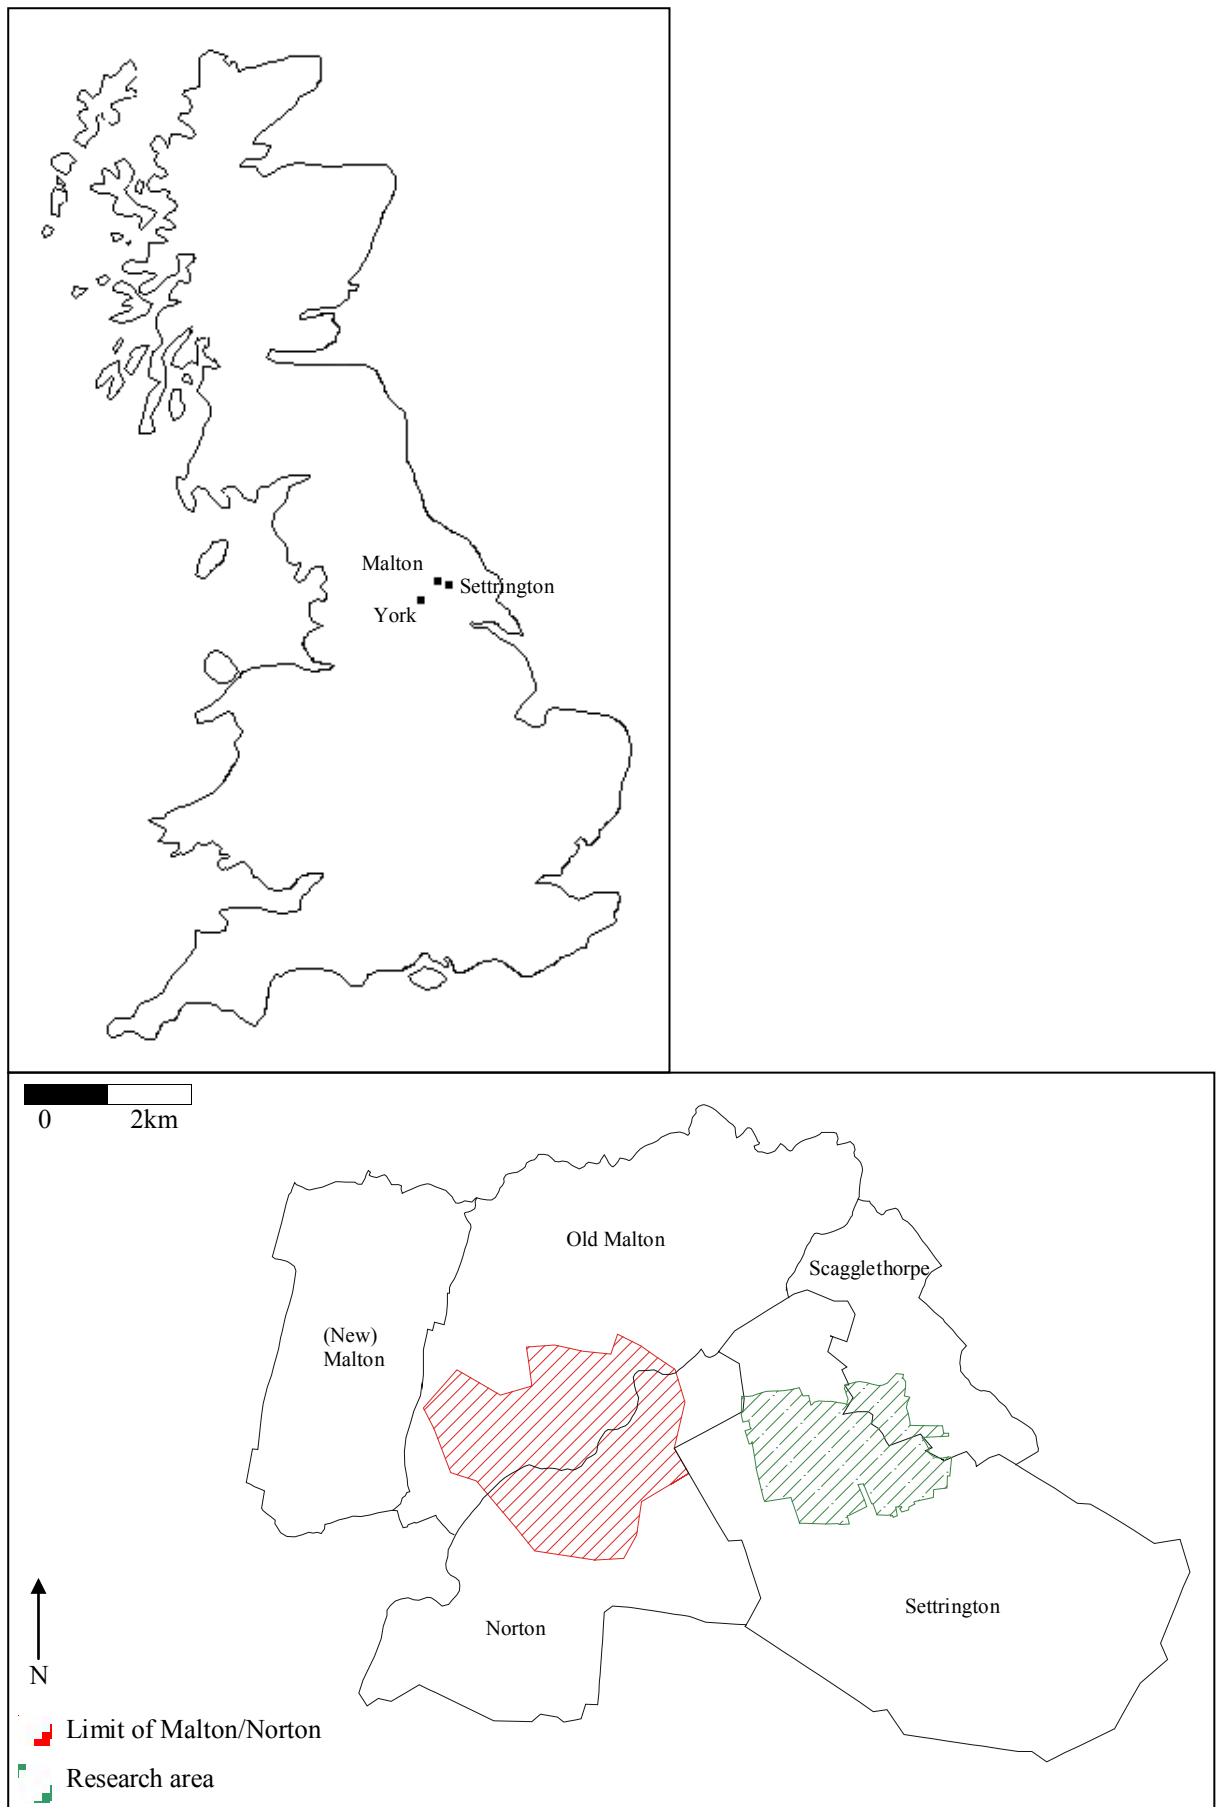 Malton
Settrington
York
0 2km
Old Malton
Scagglethorpe
(New)
Malton
Settrington
Norton
N
Limit of Malton/Norton
Research area